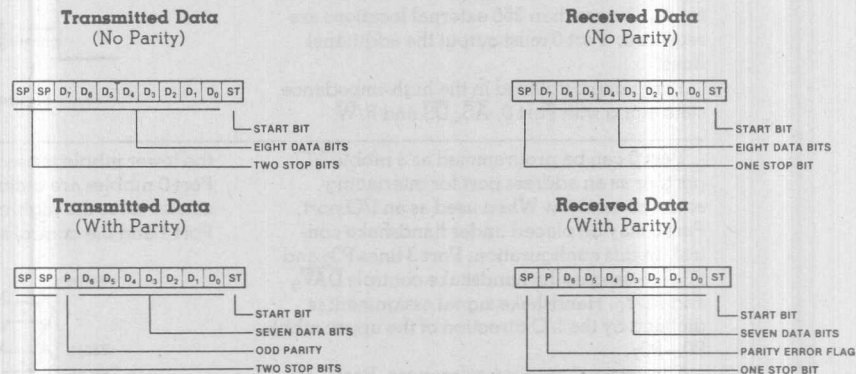 Transmitted Data
(No Parity)
SP SP D₇ D₆ D₅ D₄ D₃ D₂ D₁ D₀ ST
START BIT
EIGHT DATA BITS
TWO STOP BITS
Received Data
(No Parity)
SP D₇ D₆ D₅ D₄ D₃ D₂ D₁ D₀ ST
START BIT
EIGHT DATA BITS
ONE STOP BIT
Transmitted Data
(With Parity)
SP SP P D₆ D₅ D₄ D₃ D₂ D₁ D₀ ST
START BIT
SEVEN DATA BITS
ODD PARITY
TWO STOP BITS
Received Data
(With Parity)
SP P D₆ D₅ D₄ D₃ D₂ D₁ D₀ ST
START BIT
SEVEN DATA BITS
PARITY ERROR FLAG
ONE STOP BIT